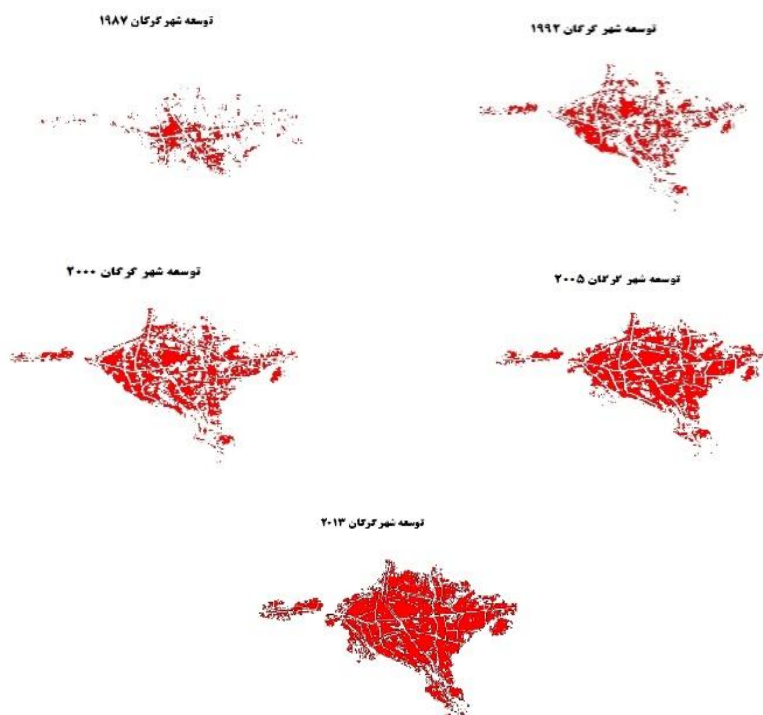 توسعه شهر گرگان ۱۹۸۷
توسعه شهر گرگان ۱۹۹۲
توسعه شهر گرگان ۲۰۰۰
توسعه شهر گرگان ۲۰۰۵
توسعه شهر گرگان ۲۰۱۳